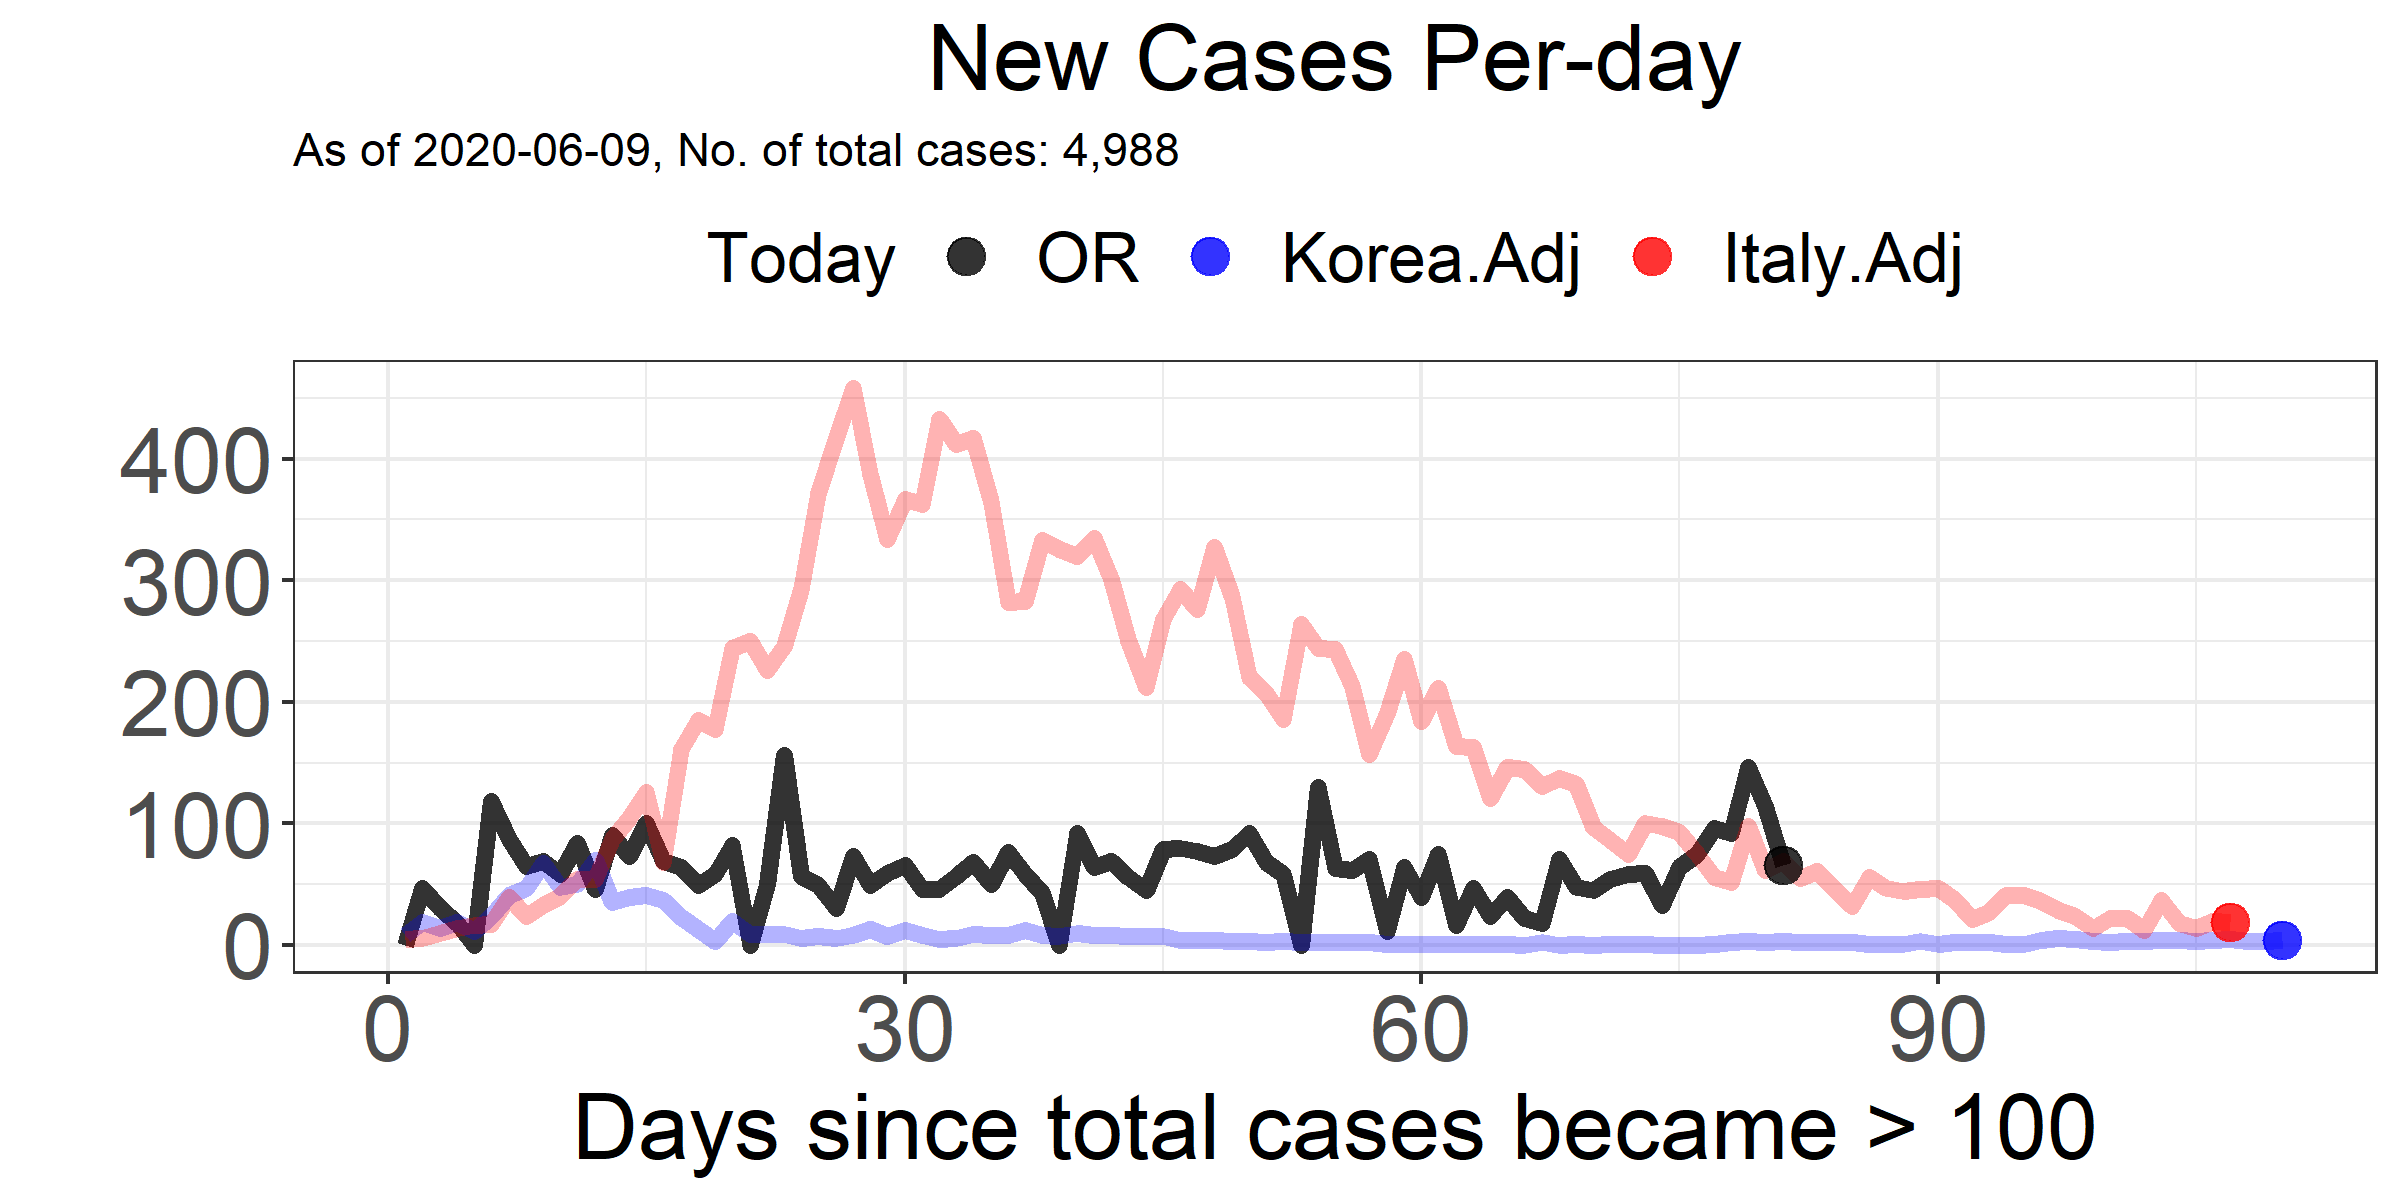 New Cases Per-day
As of 2020-06-09, No. of total cases: 4,988
Today OR Korea.Adj Italy.Adj
400
300
200
100
0
0 30 60 90
Days since total cases became > 100